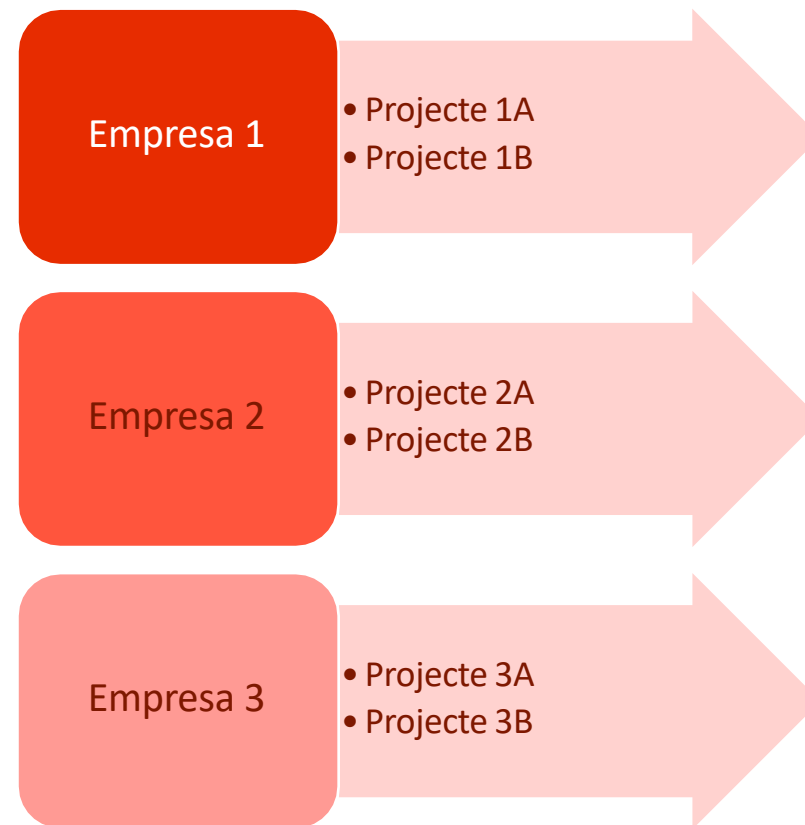 Empresa 1
• Projecte 1A
• Projecte 1B
Empresa 2
• Projecte 2A
• Projecte 2B
Empresa 3
• Projecte 3A
• Projecte 3B